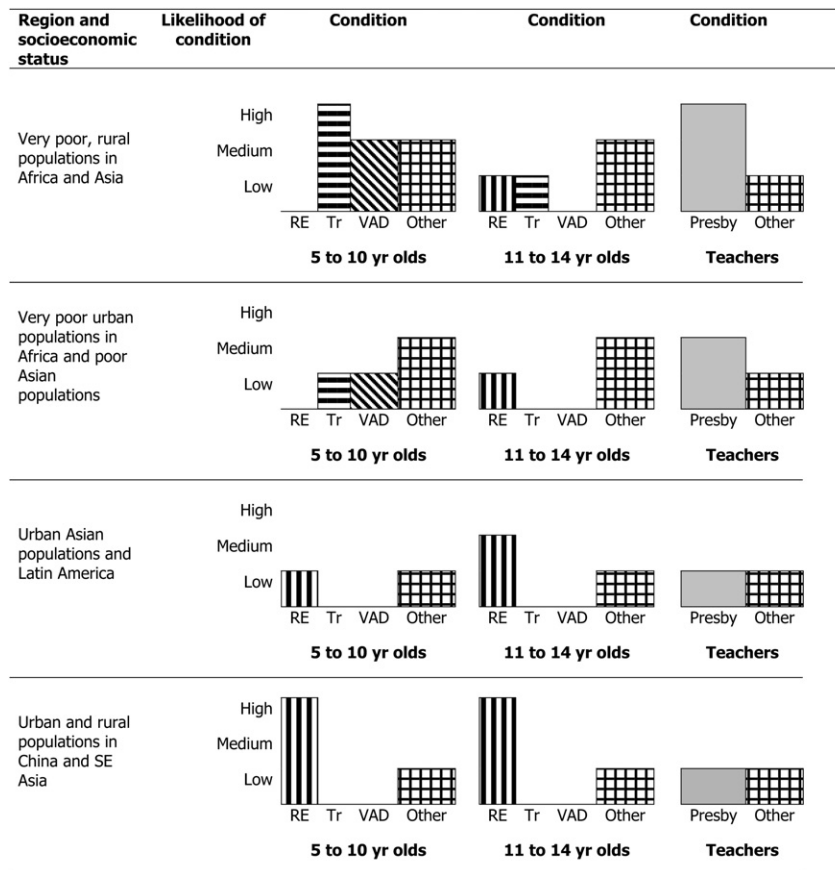 Region and
socioeconomic
status
Likelihood of
condition
Condition
Condition
Condition
Very poor, rural
populations in
Africa and Asia
High
Medium
Low
RE Tr VAD Other
5 to 10 yr olds
RE Tr VAD Other
11 to 14 yr olds
Presby Other
Teachers
Very poor urban
populations in
Africa and poor
Asian
populations
High
Medium
Low
RE Tr VAD Other
5 to 10 yr olds
RE Tr VAD Other
11 to 14 yr olds
Presby Other
Teachers
Urban Asian
populations and
Latin America
High
Medium
Low
RE Tr VAD Other
5 to 10 yr olds
RE Tr VAD Other
11 to 14 yr olds
Presby Other
Teachers
Urban and rural
populations in
China and SE
Asia
High
Medium
Low
RE Tr VAD Other
5 to 10 yr olds
RE Tr VAD Other
11 to 14 yr olds
Presby Other
Teachers